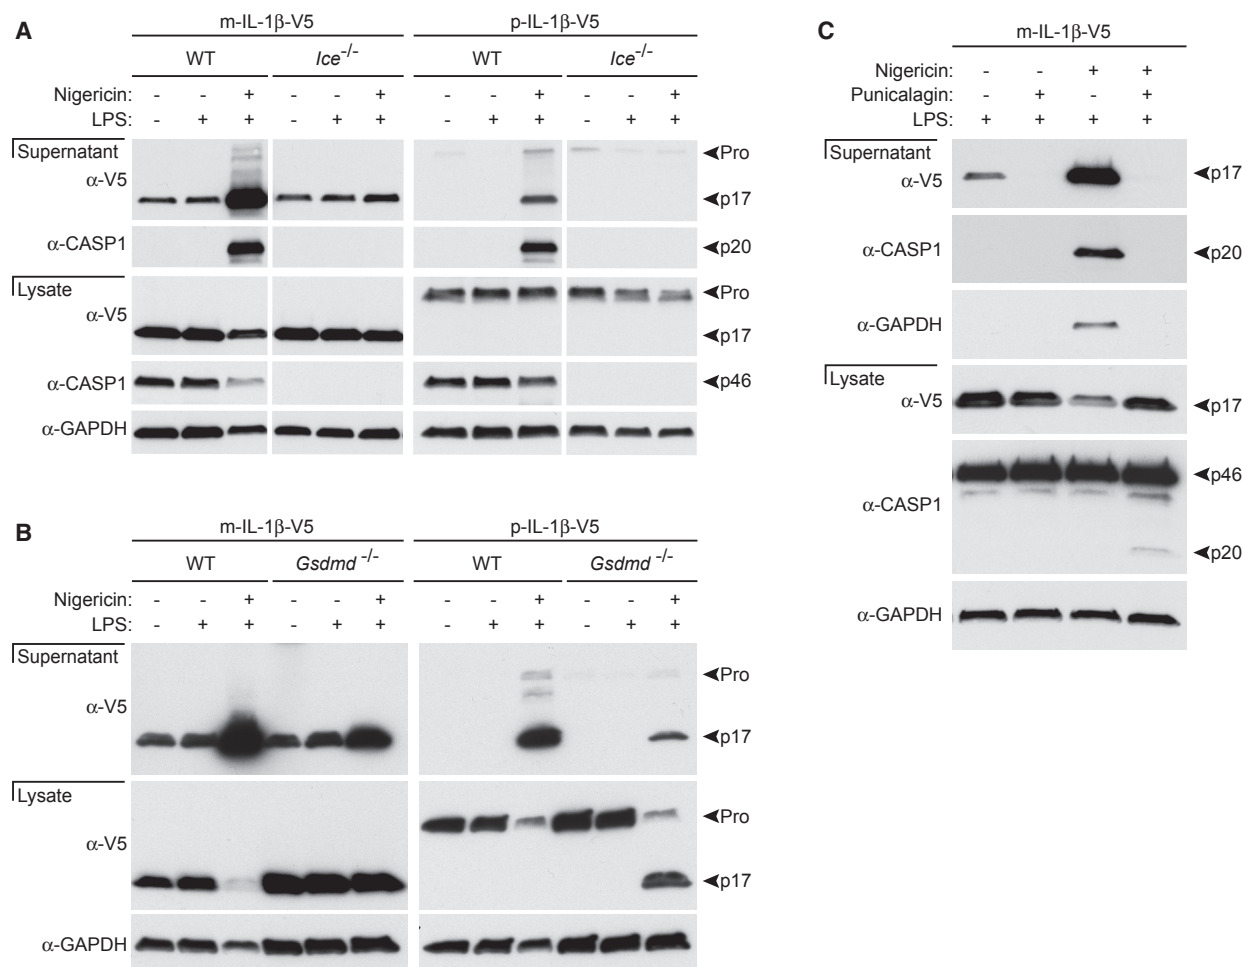 A
m-IL-1β-V5 p-IL-1β-V5
WT Ice-/- WT Ice-/-
Nigericin: - - + - - + - - + - - +
LPS: - + + - + + - + + - + +
Supernatant
α-V5
Pro
p17
α-CASP1 p20
Lysate
α-V5
Pro
p17
α-CASP1 p46
α-GAPDH
B
m-IL-1β-V5 p-IL-1β-V5
WT Gsdmd -/- WT Gsdmd -/-
Nigericin: - - + - - + - - + - - +
LPS: - + + - + + - + + - + +
Supernatant
α-V5
Pro
p17
Lysate
α-V5
Pro
p17
α-GAPDH
C
m-IL-1β-V5
Nigericin: - - + +
Punicalagin: - + - +
LPS: + + + +
Supernatant
α-V5 p17
α-CASP1 p20
α-GAPDH
Lysate
α-V5 p17
α-CASP1
p46
p20
α-GAPDH